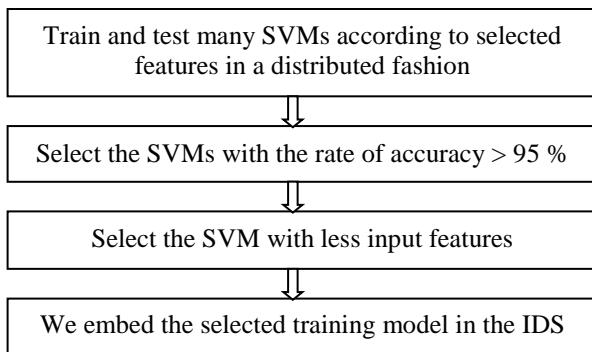 Train and test many SVMs according to selected
features in a distributed fashion
Select the SVMs with the rate of accuracy > 95 %
Select the SVM with less input features
We embed the selected training model in the IDS